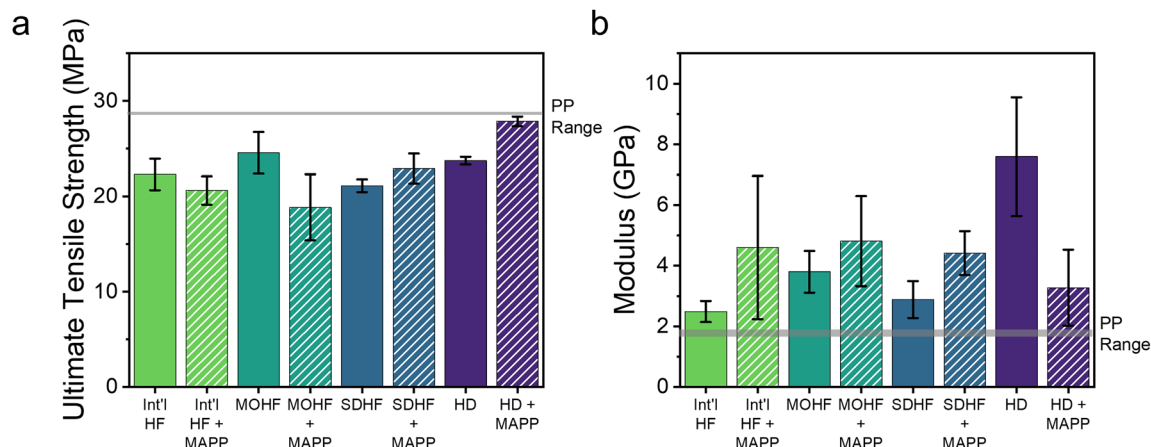 a
Ultimate Tensile Strength (MPa)
30
20
10
0
PP
Range
Int'l
HF
Int'l
HF +
MAPP
MOHF
MOHF
+
MAPP
SDHF
SDHF
+
MAPP
HD
HD +
MAPP
b
Modulus (GPa)
10
8
6
4
2
0
PP
Range
Int'l
HF
Int'l
HF +
MAPP
MOHF
MOHF
+
MAPP
SDHF
SDHF
+
MAPP
HD
HD +
MAPP